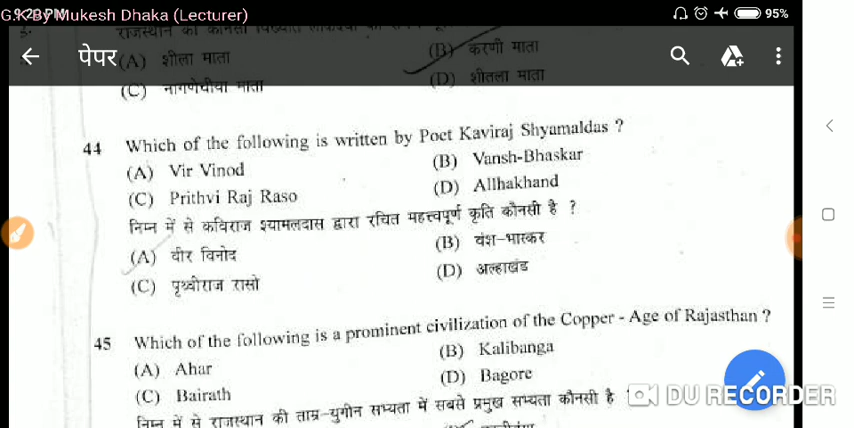 G.K By Mukesh Dhaka (Lecturer)
95%
पेपर
(A) शीला माता
(B) करणी माता
(C) नागणेचीया माता
(D) शीतला माता
44 Which of the following is written by Poet Kaviraj Shyamaldas ?
(A) Vir Vinod
(B) Vansh-Bhaskar
(C) Prithvi Raj Raso
(D) Allhakhand
निम्न में से कविराज श्यामलदास द्वारा रचित महत्त्वपूर्ण कृति कौनसी है ?
(A) वीर विनोद
(B) वंश-भास्कर
(C) पृथ्वीराज रासो
(D) अल्हाखंड
45 Which of the following is a prominent civilization of the Copper - Age of Rajasthan ?
(A) Ahar
(B) Kalibanga
(C) Bairath
(D) Bagore
निम्न में से राजस्थान की ताम्र-युगीन सभ्यता में सबसे प्रमुख सभ्यता कौनसी है
DU RECORDER